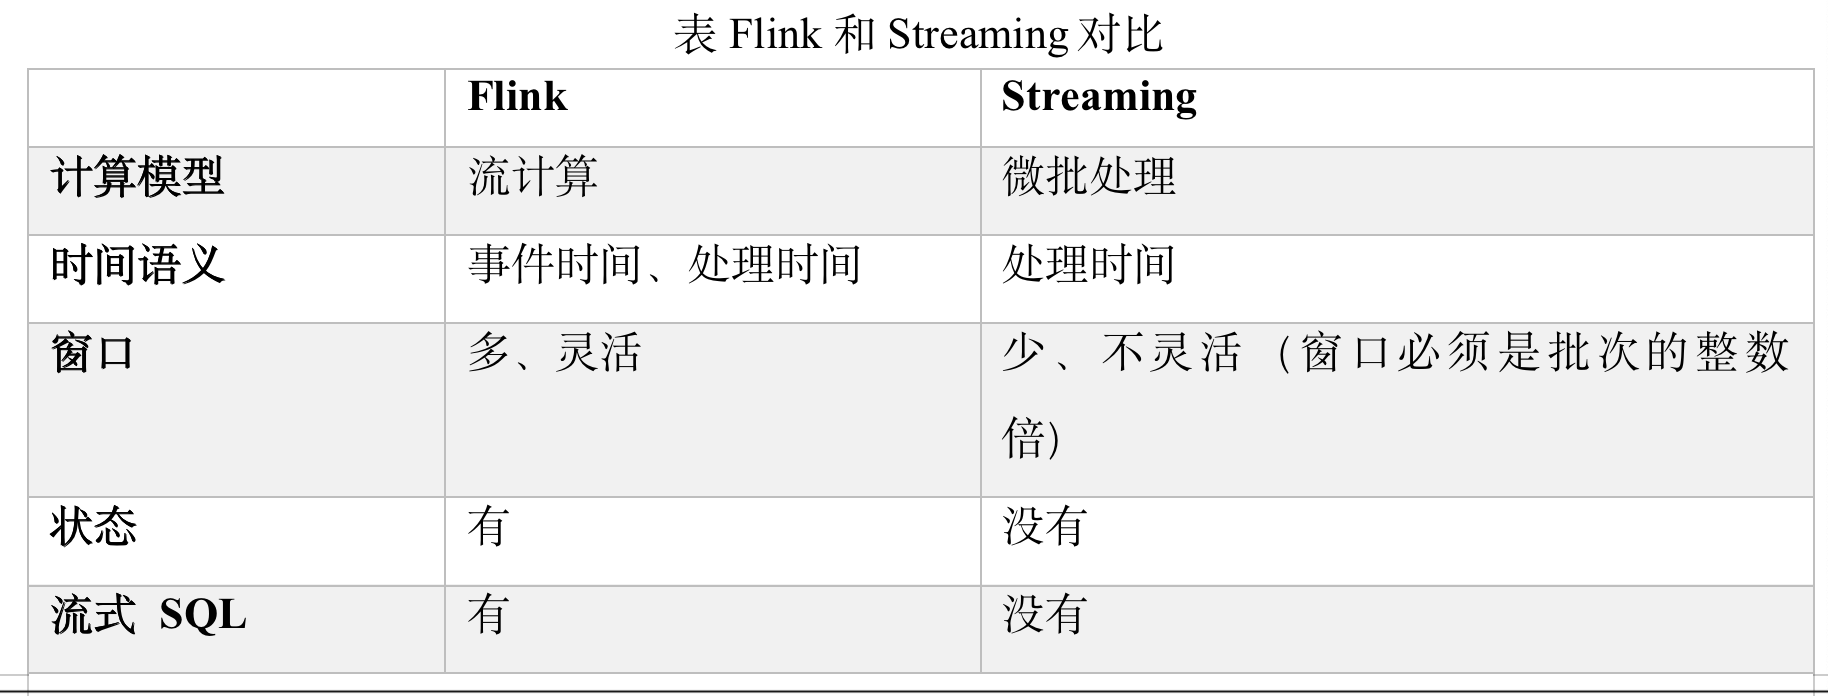 表 Flink 和 Streaming 对比
Flink Streaming
计算模型 流计算 微批处理
时间语义 事件时间、处理时间 处理时间
窗口 多、灵活 少、不灵活（窗口必须是批次的整数
倍）
状态 有 没有
流式 SQL 有 没有